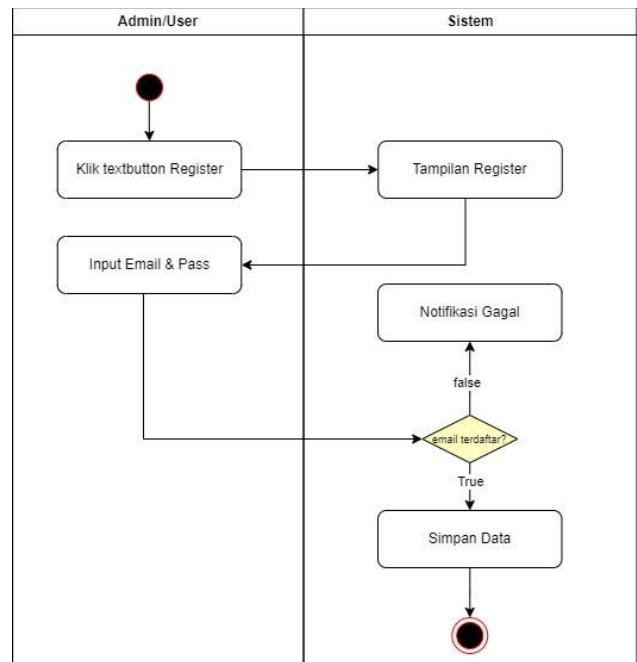 Admin/User
Sistem
Klik textbutton Register
Tampilan Register
Input Email & Pass
Notifikasi Gagal
false
email terdaftar?
True
Simpan Data